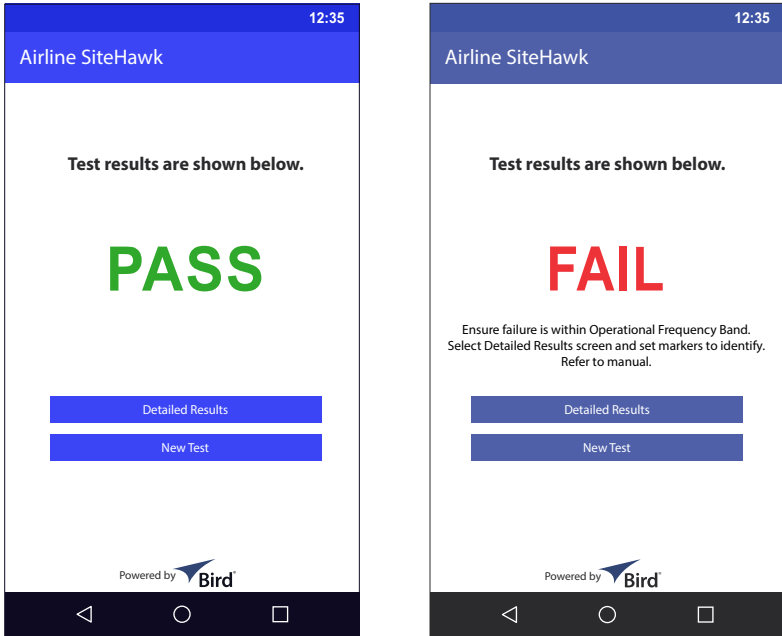 12:35
Airline SiteHawk
Test results are shown below.
PASS
Detailed Results
New Test
Powered by Bird
12:35
Airline SiteHawk
Test results are shown below.
FAIL
Ensure failure is within Operational Frequency Band.
Select Detailed Results screen and set markers to identify.
Refer to manual.
Detailed Results
New Test
Powered by Bird